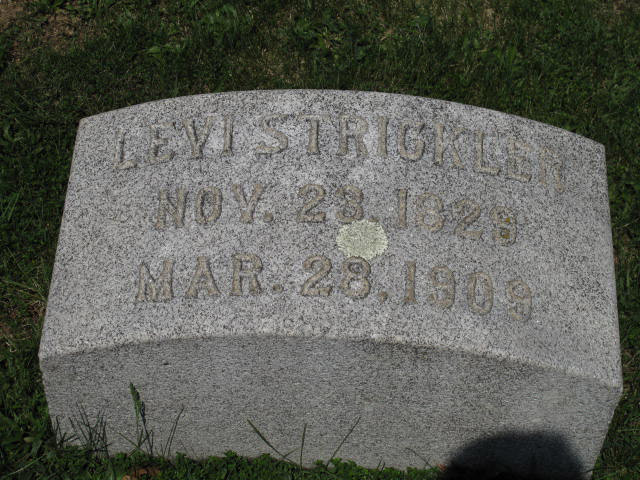 LEVI STRICKLER
NOV. 23, 1829
MAR. 28, 1909